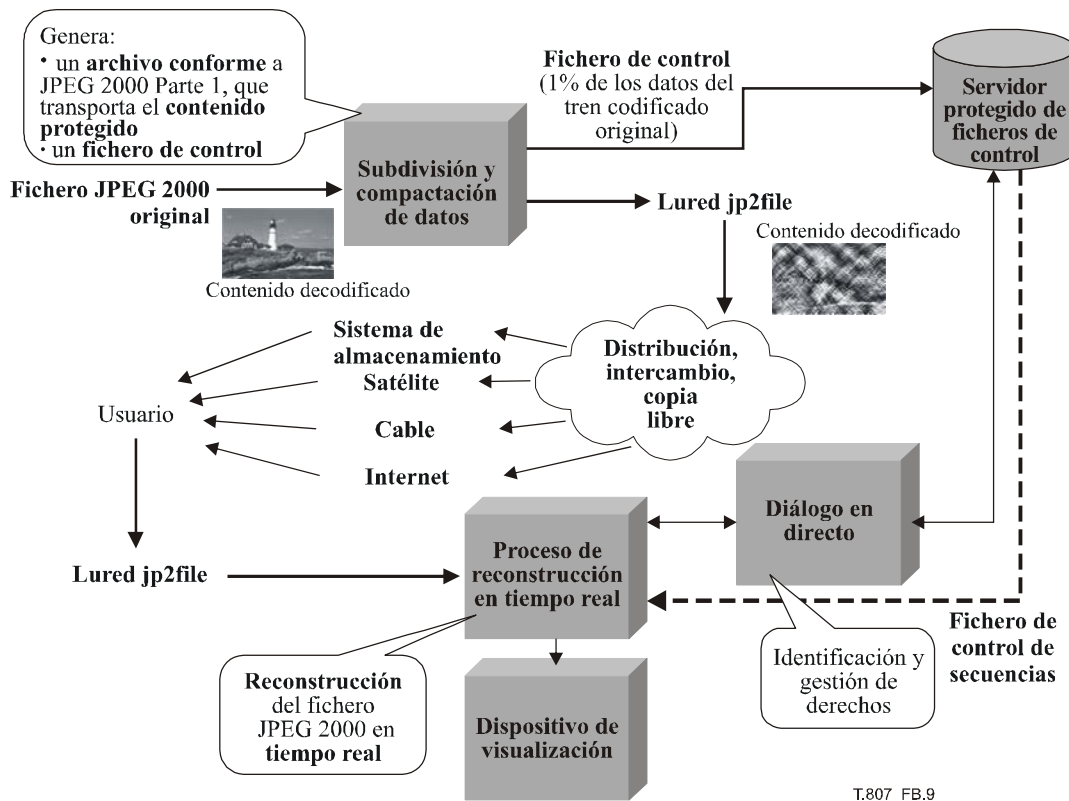 Genera:
• un archivo conforme a
JPEG 2000 Parte 1, que
transporta el contenido
protegido
• un fichero de control
Fichero de control
(1% de los datos del
tren codificado
original)
Servidor
protegido de
ficheros de
control
Subdivisión y
compactación
de datos
Fichero JPEG 2000
original
Contenido decodificado
Lured jp2file
Contenido decodificado
Distribución,
intercambio,
copia
libre
Sistema de
almacenamiento
Satélite
Cable
Internet
Usuario
Lured jp2file
Proceso de
reconstrucción
en tiempo real
Diálogo en
directo
Fichero de
control de
secuencias
Identificación y
gestión de
derechos
Reconstrucción
del fichero
JPEG 2000 en
tiempo real
Dispositivo de
visualización
T.807_FB.9